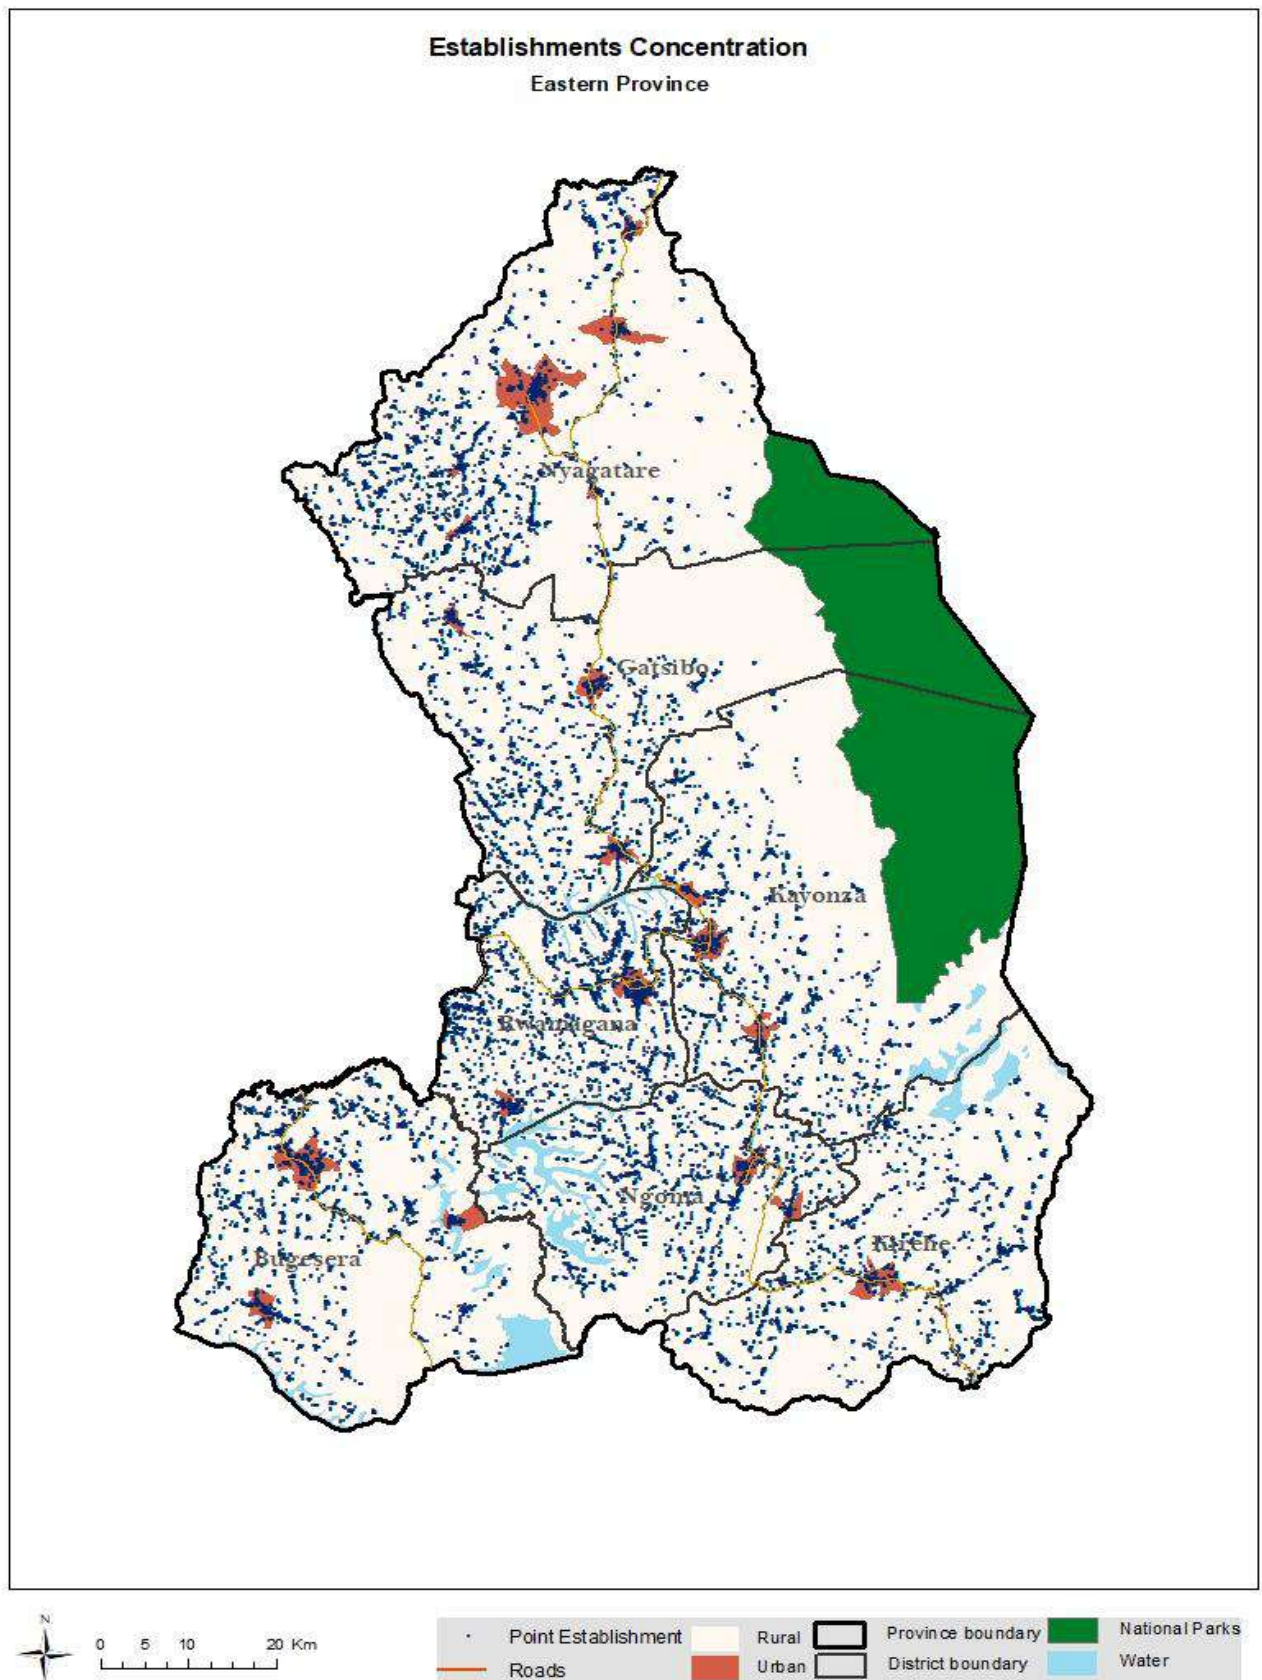 Establishments Concentration
Eastern Province
Nyagatare
Gatsibo
Kayonza
Rwamagana
Ngoma
Kirehe
Bugesera
N
0 5 10 20 Km
Point Establishment
Roads
Rural
Urban
Province boundary
District boundary
National Parks
Water